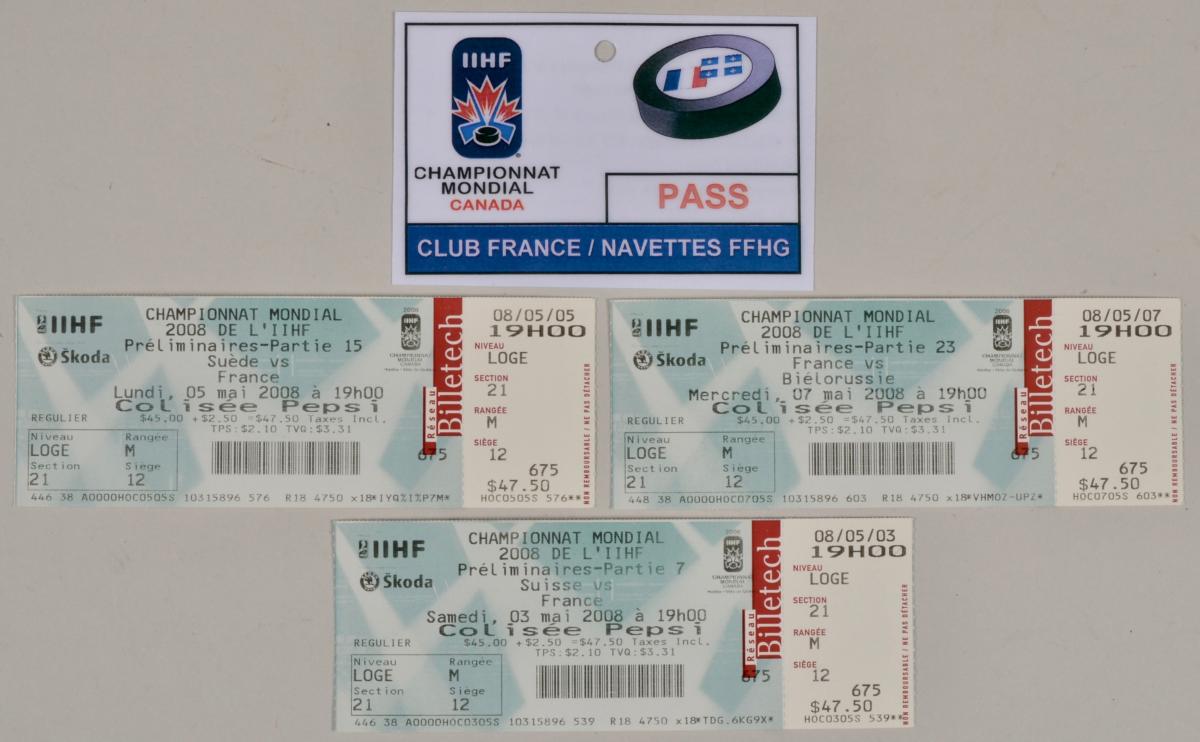 IIHF
CHAMPIONNAT
MONDIAL
CANADA
PASS
CLUB FRANCE / NAVETTES FFHG
IIHF
Škoda
CHAMPIONNAT MONDIAL
2008 DE L'IIHF
Préliminaires-Partie 15
Suède vs
France
Lundi, 05 mai 2008 à 19h00
Colisée Pepsi
REGULIER $45.00 +$2.50 =$47.50 Taxes Incl.
TPS:$2.10 TVQ:$3.31
Niveau Rangée
LOGE M
Section Siège
21 12
446 38 A0000HOC0505S 10315896 576 R18 4750 x18*IYQ%I%P7M*
2008
Réseau
Billetech
675
08/05/05
19H00
NIVEAU
LOGE
SECTION
21
RANGÉE
M
SIÈGE
12
675
$47.50
HOC0505S 576**
NON REMBOURSABLE / NE PAS DÉTACHER
IIHF
Škoda
CHAMPIONNAT MONDIAL
2008 DE L'IIHF
Préliminaires-Partie 23
France vs
Biélorussie
Mercredi, 07 mai 2008 à 19h00
Colisée Pepsi
REGULIER $45.00 +$2.50 =$47.50 Taxes Incl.
TPS:$2.10 TVQ:$3.31
Niveau Rangée
LOGE M
Section Siège
21 12
448 38 A0000HOC0705S 10315896 603 R18 4750 x18*VHMOZ-UPZ*
2008
Réseau
Billetech
675
08/05/07
19H00
NIVEAU
LOGE
SECTION
21
RANGÉE
M
SIÈGE
12
675
$47.50
HOC0705S 603**
NON REMBOURSABLE / NE PAS DÉTACHER
IIHF
Škoda
CHAMPIONNAT MONDIAL
2008 DE L'IIHF
Préliminaires-Partie 7
Suisse vs
France
Samedi, 03 mai 2008 à 19h00
Colisée Pepsi
REGULIER $45.00 +$2.50 =$47.50 Taxes Incl.
TPS:$2.10 TVQ:$3.31
Niveau Rangée
LOGE M
Section Siège
21 12
446 38 A0000HOC0305S 10315896 539 R18 4750 x18*TDG.6KG9X*
2008
Réseau
Billetech
675
08/05/03
19H00
NIVEAU
LOGE
SECTION
21
RANGÉE
M
SIÈGE
12
675
$47.50
HOC0305S 539**
NON REMBOURSABLE / NE PAS DÉTACHER